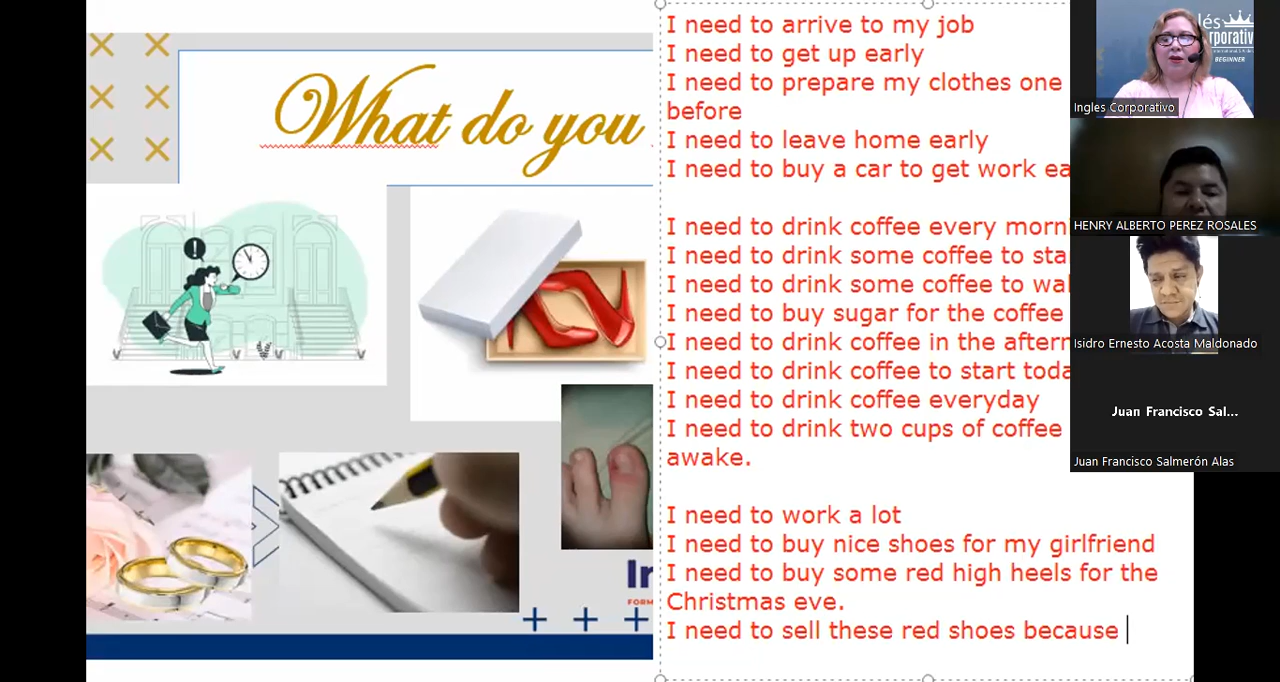 What do you
I need to arrive to my job
I need to get up early
I need to prepare my clothes one
before
I need to leave home early
I need to buy a car to get work ea
I need to drink coffee every morn
I need to drink some coffee to sta
I need to drink some coffee to wa
I need to buy sugar for the coffee
I need to drink coffee in the aftern
I need to drink coffee to start toda
I need to drink coffee everyday
I need to drink two cups of coffee
awake.
I need to work a lot
I need to buy nice shoes for my girlfriend
I need to buy some red high heels for the
Christmas eve.
I need to sell these red shoes because
In
FORM
lés
rporativ
BEGINNER
Ingles Corporativo
HENRY ALBERTO PEREZ ROSALES
Isidro Ernesto Acosta Maldonado
Juan Francisco Sal...
Juan Francisco Salmerón Alas